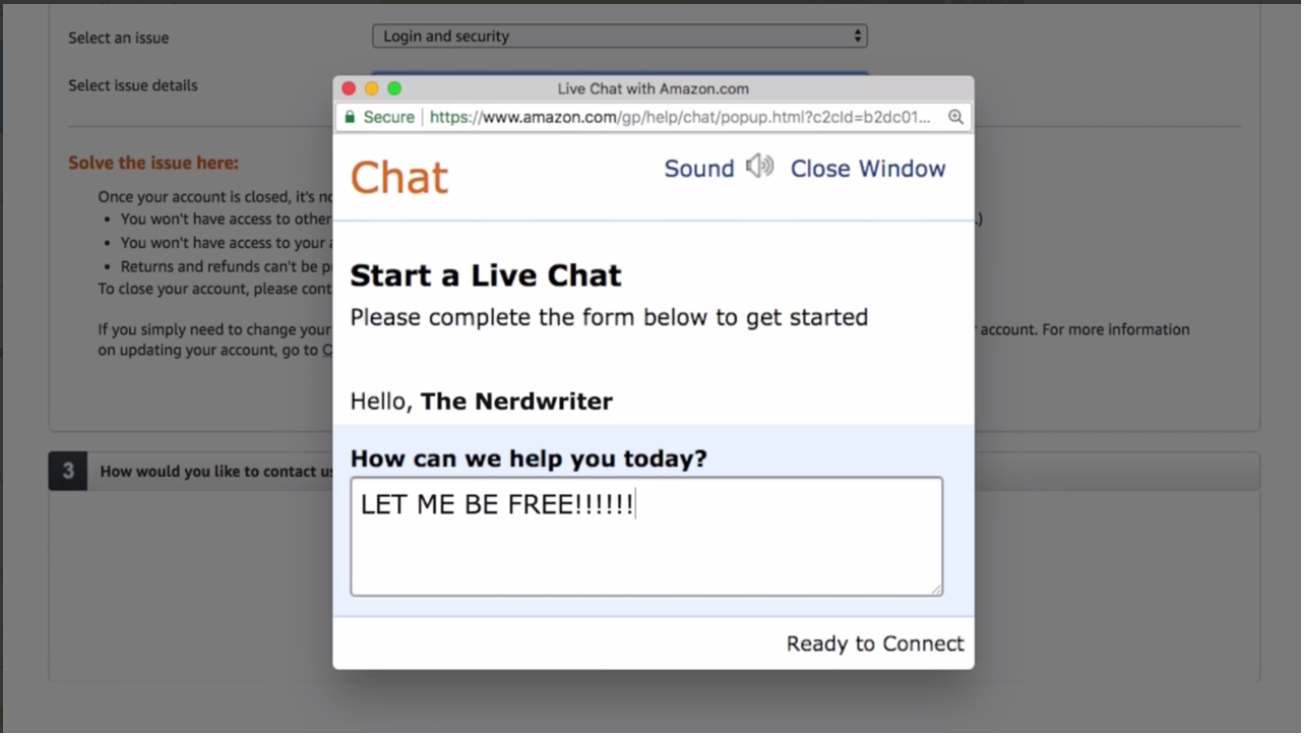 Select an issue
Login and security
Select issue details
Live Chat with Amazon.com
Secure https://www.amazon.com/gp/help/chat/popup.html?c2cId=b2dc01...
Chat
Sound
Close Window
Solve the issue here:
Once your account is closed, it's
You won't have access to other
.)
You won't have access to your
Returns and refunds can't be
To close your account, please
Start a Live Chat
Please complete the form below to get started
If you simply need to change your
account. For more information
on updating your account, go to
Hello, The Nerdwriter
How can we help you today?
LET ME BE FREE!!!!!!
3
How would you like to contact
Ready to Connect